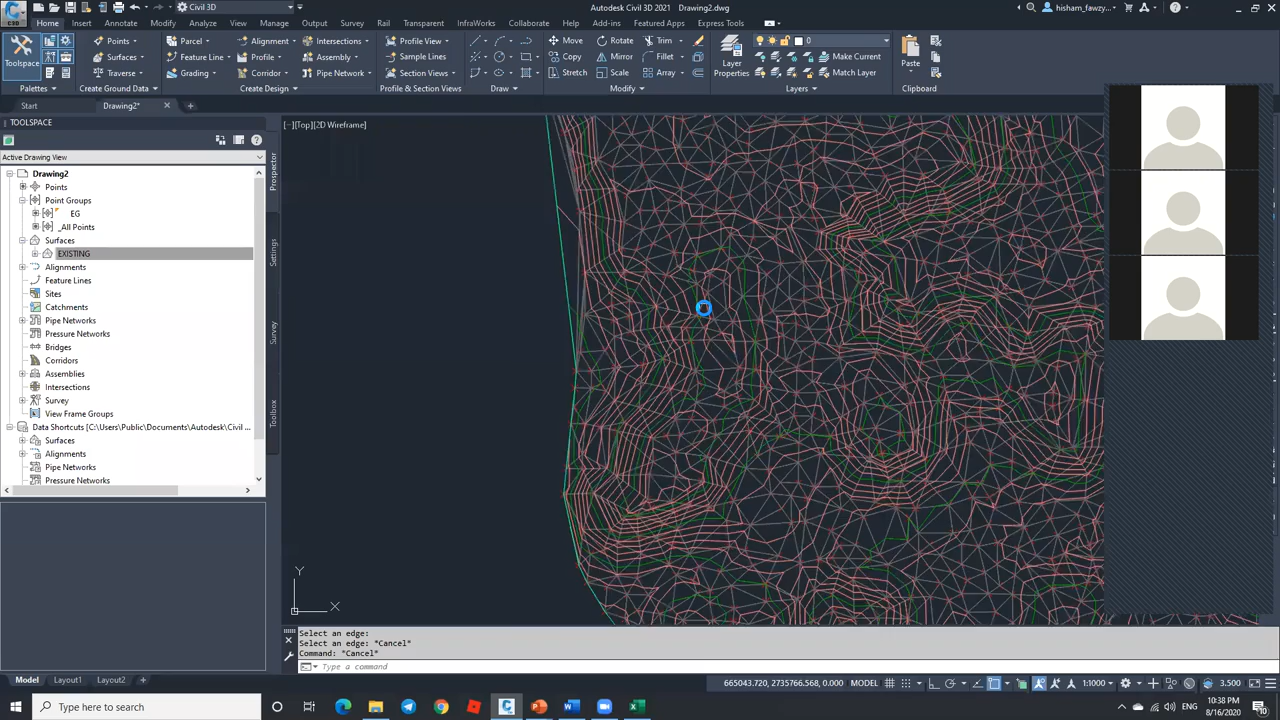 Civil 3D
Autodesk Civil 3D 2021 Drawing2.dwg
hisham_fawzy...
C3D
Home Insert Annotate Modify Analyze View Manage Output Survey Rail Transparent InfraWorks Collaborate Help Add-ins Featured Apps Express Tools
Points Parcel Alignment Intersections Profile View Move Rotate Trim 0
Toolspace Surfaces Feature Line Profile Assembly Sample Lines Copy Mirror Fillet Layer Properties Make Current Paste
Traverse Grading Corridor Pipe Network Section Views Stretch Scale Array Match Layer
Palettes Create Ground Data Create Design Profile & Section Views Draw Modify Layers Clipboard
Start Drawing2*
TOOLSPACE
[−][Top][2D Wireframe]
Active Drawing View
Drawing2
Points
Point Groups
EG
_All Points
Surfaces
EXISTING
Alignments
Feature Lines
Sites
Catchments
Pipe Networks
Pressure Networks
Bridges
Corridors
Assemblies
Intersections
Survey
View Frame Groups
Data Shortcuts [C:\Users\Public\Documents\Autodesk\Civil ...
Surfaces
Alignments
Pipe Networks
Pressure Networks
Prospector
Settings
Survey
Toolbox
Y
X
Select an edge:
Select an edge: *Cancel*
Command: *Cancel*
Type a command
Model Layout1 Layout2
665043.720, 2735766.568, 0.000 MODEL 1:1000 3.500
Type here to search
ENG
10:38 PM
8/16/2020